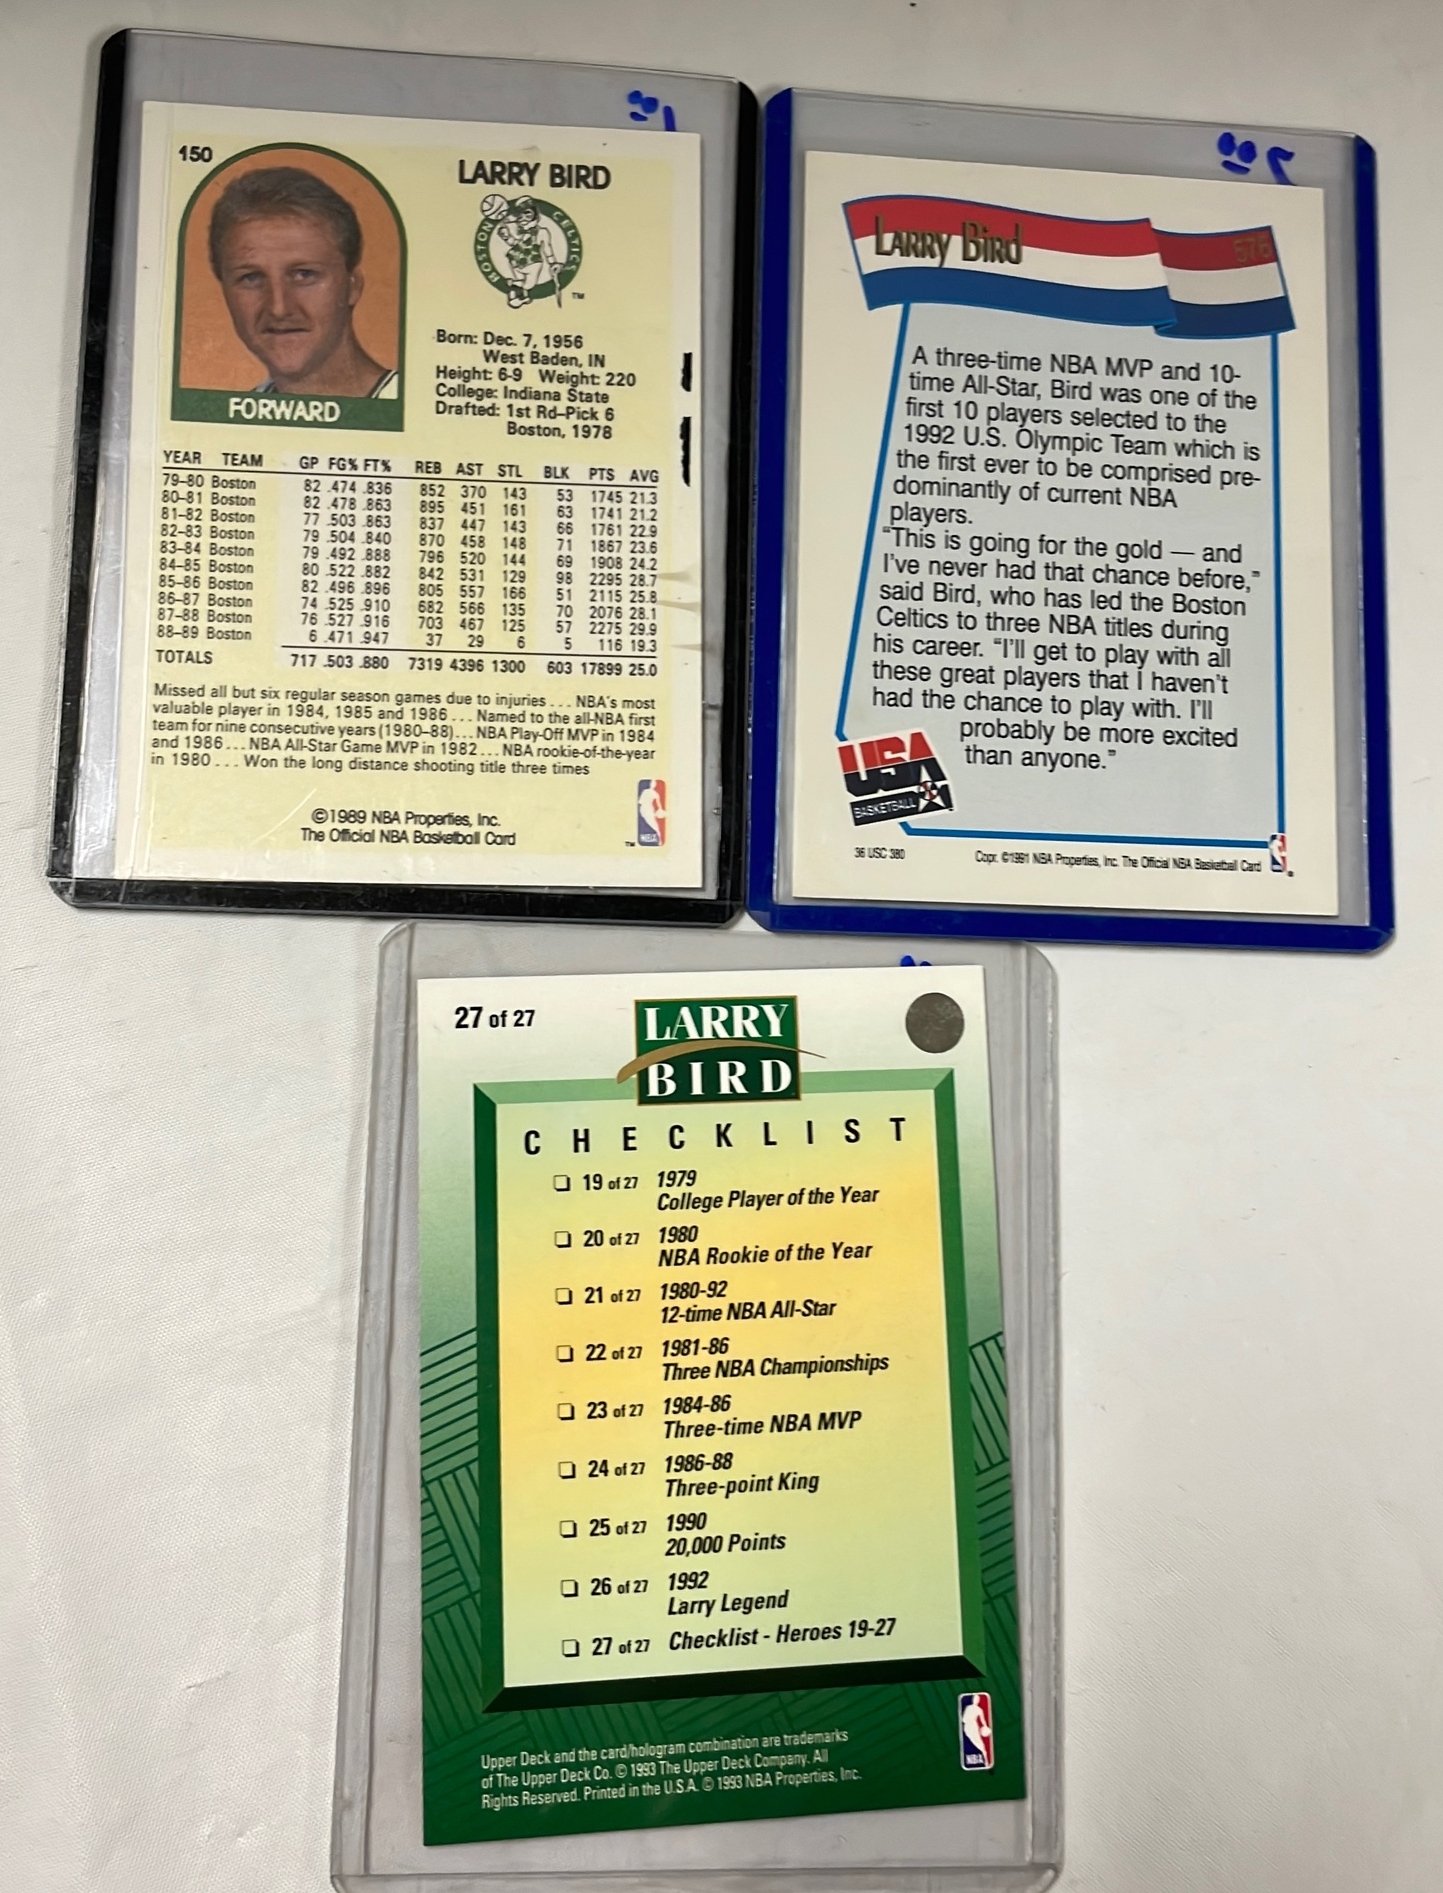 150
LARRY BIRD
BOSTON CELTICS
TM
Born: Dec. 7, 1956
West Baden, IN
Height: 6-9 Weight: 220
College: Indiana State
Drafted: 1st Rd–Pick 6
Boston, 1978
FORWARD
YEAR TEAM GP FG% FT% REB AST STL BLK PTS AVG
79–80 Boston 82 .474 .836 852 370 143 53 1745 21.3
80–81 Boston 82 .478 .863 895 451 161 63 1741 21.2
81–82 Boston 77 .503 .863 837 447 143 66 1761 22.9
82–83 Boston 79 .504 .840 870 458 148 71 1867 23.6
83–84 Boston 79 .492 .888 796 520 144 69 1908 24.2
84–85 Boston 80 .522 .882 842 531 129 98 2295 28.7
85–86 Boston 82 .496 .896 805 557 166 51 2115 25.8
86–87 Boston 74 .525 .910 682 566 135 70 2076 28.1
87–88 Boston 76 .527 .916 703 467 125 57 2275 29.9
88–89 Boston 6 .471 .947 37 29 6 5 116 19.3
TOTALS 717 .503 .880 7319 4396 1300 603 17899 25.0
Missed all but six regular season games due to injuries . . . NBA's most
valuable player in 1984, 1985 and 1986 . . . Named to the all-NBA first
team for nine consecutive years (1980–88) . . . NBA Play-Off MVP in 1984
and 1986 . . . NBA All-Star Game MVP in 1982 . . . NBA rookie-of-the-year
in 1980 . . . Won the long distance shooting title three times
©1989 NBA Properties, Inc.
The Official NBA Basketball Card
TM
NBA
Larry Bird
576
A three-time NBA MVP and 10-
time All-Star, Bird was one of the
first 10 players selected to the
1992 U.S. Olympic Team which is
the first ever to be comprised pre-
dominantly of current NBA
players.
"This is going for the gold — and
I've never had that chance before,"
said Bird, who has led the Boston
Celtics to three NBA titles during
his career. "I'll get to play with all
these great players that I haven't
had the chance to play with. I'll
probably be more excited
than anyone."
USA
BASKETBALL
36 USC 380
Copr. ©1991 NBA Properties, Inc. The Official NBA Basketball Card
27 of 27
LARRY
BIRD
CHECKLIST
19 of 27 1979
College Player of the Year
20 of 27 1980
NBA Rookie of the Year
21 of 27 1980-92
12-time NBA All-Star
22 of 27 1981-86
Three NBA Championships
23 of 27 1984-86
Three-time NBA MVP
24 of 27 1986-88
Three-point King
25 of 27 1990
20,000 Points
26 of 27 1992
Larry Legend
27 of 27 Checklist - Heroes 19-27
Upper Deck and the card/hologram combination are trademarks
of The Upper Deck Co. © 1993 The Upper Deck Company. All
Rights Reserved. Printed in the U.S.A. © 1993 NBA Properties, Inc.
NBA